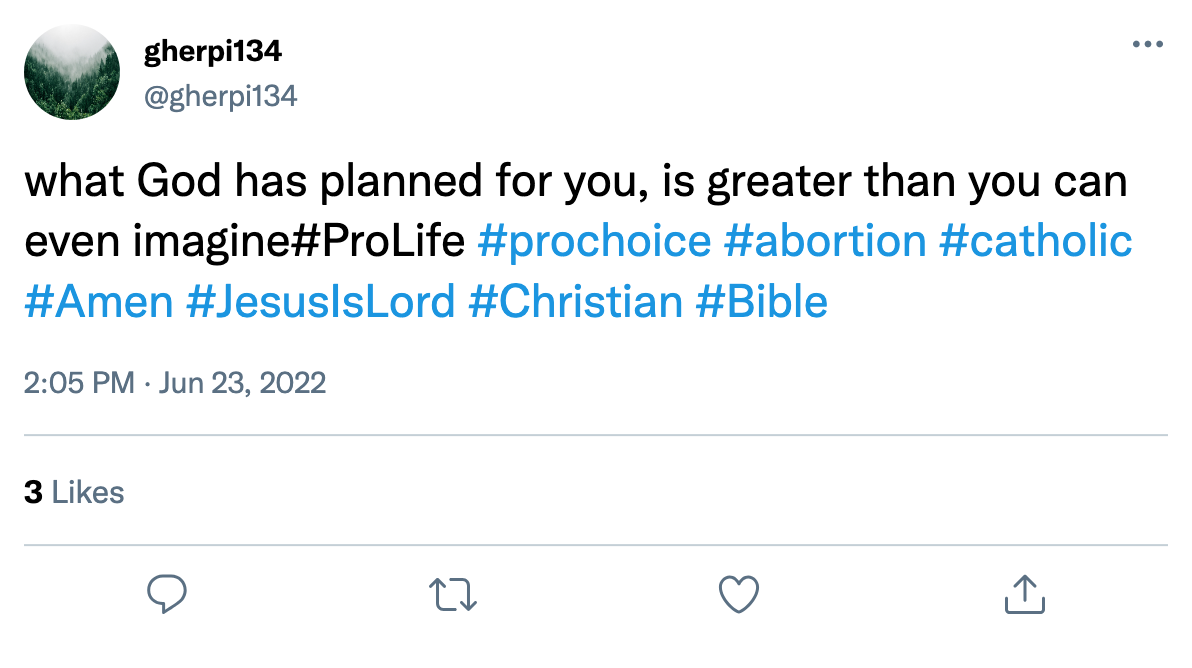 gherpi134
@gherpi134
what God has planned for you, is greater than you can
even imagine#ProLife #prochoice #abortion #catholic
#Amen #JesusIsLord #Christian #Bible
2:05 PM · Jun 23, 2022
3 Likes